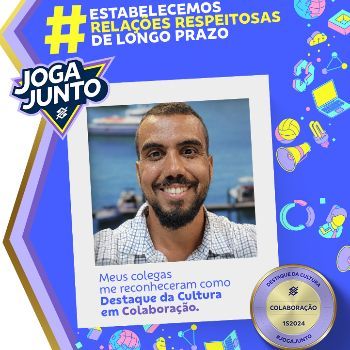 #ESTABELECEMOS
RELAÇÕES RESPEITOSAS
DE LONGO PRAZO
JOGA
JUNTO
Meus colegas
me reconheceram como
Destaque da Cultura
em Colaboração.
DESTAQUE DA CULTURA
COLABORAÇÃO
1S2024
#JOGAJUNTO